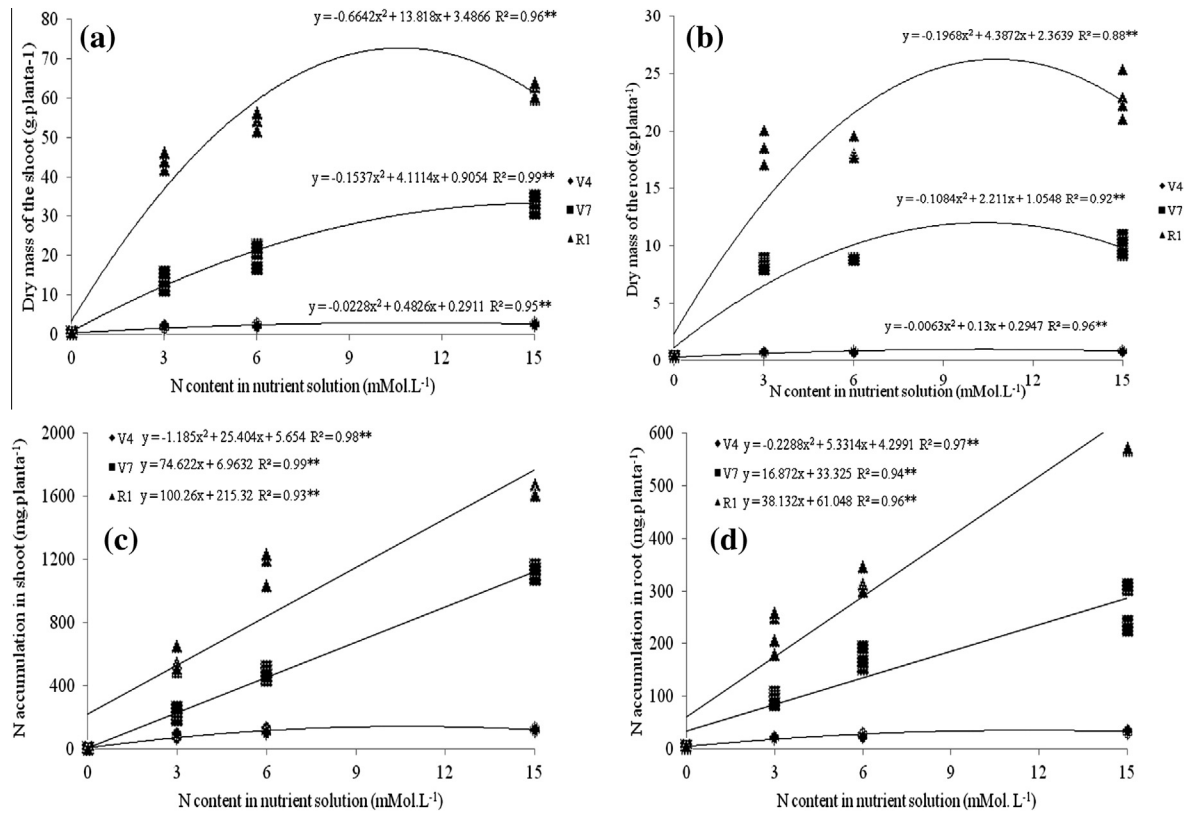 (a)
y = -0.6642x² + 13.818x + 3.4866 R² = 0.96**
y = -0.1537x² + 4.1114x + 0.9054 R² = 0.99**
y = -0.0228x² + 0.4826x + 0.2911 R² = 0.95**
Dry mass of the shoot (g.planta-1)
80
70
60
50
40
30
20
10
0
0 3 6 9 12 15
N content in nutrient solution (mMol.L⁻¹)
V4
V7
R1
(b)
y = -0.1968x² + 4.3872x + 2.3639 R² = 0.88**
y = -0.1084x² + 2.211x + 1.0548 R² = 0.92**
y = -0.0063x² + 0.13x + 0.2947 R² = 0.96**
Dry mass of the root (g.planta⁻¹)
30
25
20
15
10
5
0
0 3 6 9 12 15
N content in nutrient solution (mMol.L⁻¹)
V4
V7
R1
(c)
V4 y = -1.185x² + 25.404x + 5.654 R² = 0.98**
V7 y = 74.622x + 6.9632 R² = 0.99**
R1 y = 100.26x + 215.32 R² = 0.93**
N accumulation in shoot (mg.planta⁻¹)
2000
1600
1200
800
400
0
0 3 6 9 12 15
N content in nutrient solution (mMol. L⁻¹)
(d)
V4 y = -0.2288x² + 5.3314x + 4.2991 R² = 0.97**
V7 y = 16.872x + 33.325 R² = 0.94**
R1 y = 38.132x + 61.048 R² = 0.96**
N accumulation in root (mg.planta⁻¹)
600
500
400
300
200
100
0
0 3 6 9 12 15
N content in nutrient solution (mMol.L⁻¹)